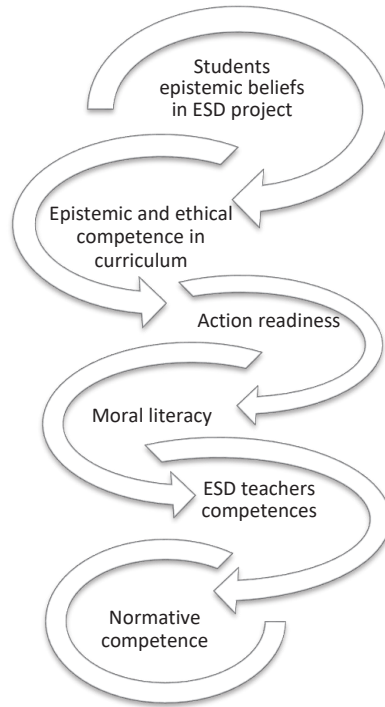 Students
epistemic beliefs
in ESD project
Epistemic and ethical
competence in
curriculum
Action readiness
Moral literacy
ESD teachers
competences
Normative
competence